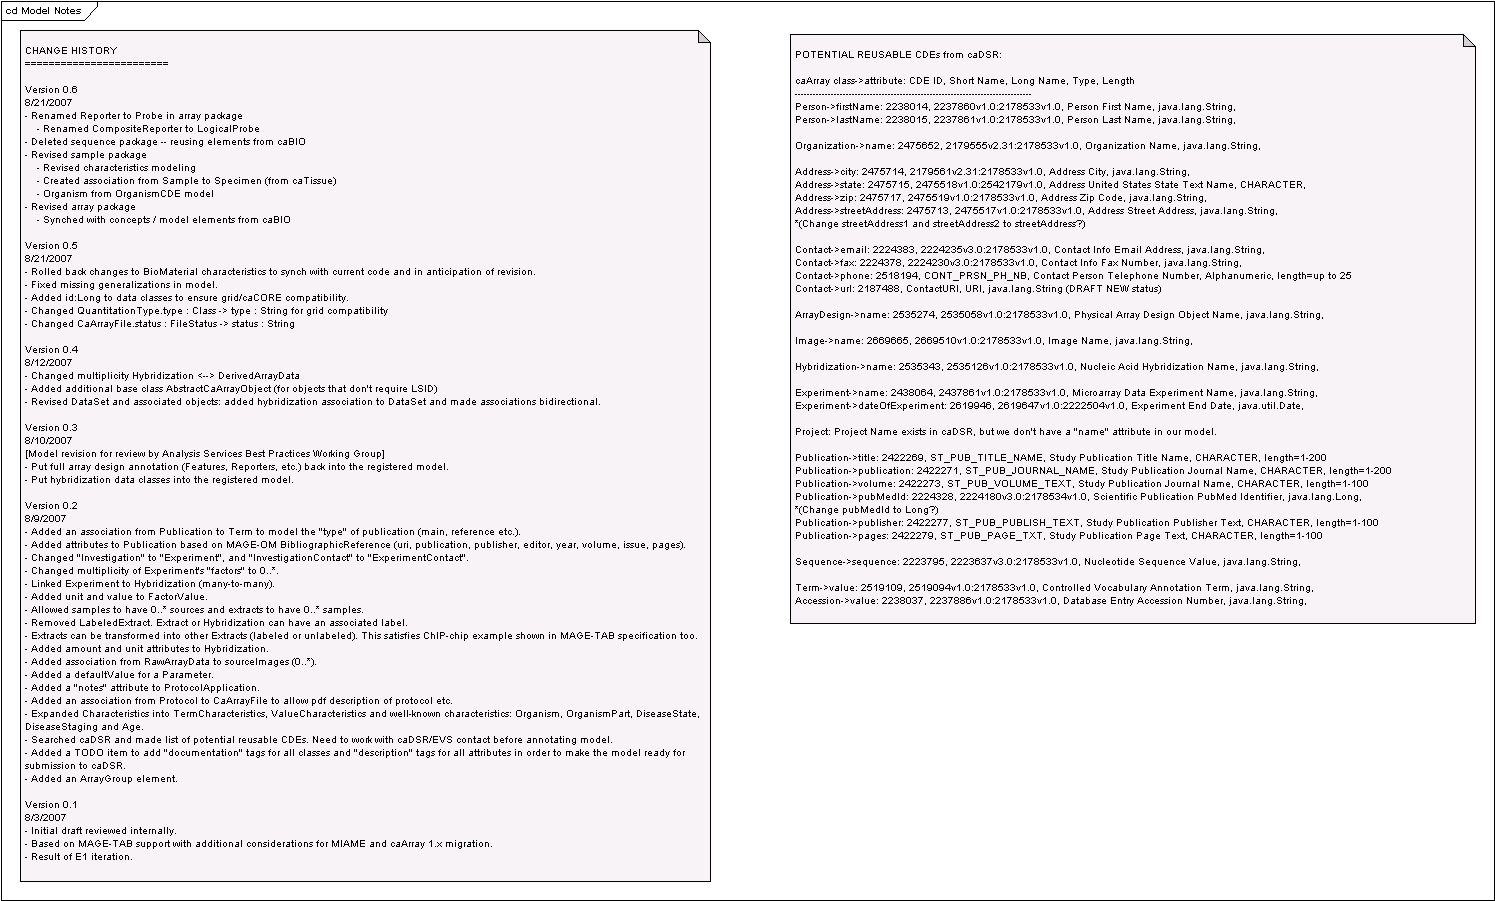 cd Model Notes
CHANGE HISTORY
========================
Version 0.6
8/21/2007
- Renamed Reporter to Probe in array package
- Renamed CompositeReporter to LogicalProbe
- Deleted sequence package -- reusing elements from caBIO
- Revised sample package
- Revised characteristics modeling
- Created association from Sample to Specimen (from caTissue)
- Organism from OrganismCDE model
- Revised array package
- Synched with concepts / model elements from caBIO
Version 0.5
8/21/2007
- Rolled back changes to BioMaterial characteristics to synch with current code and in anticipation of revision.
- Fixed missing generalizations in model.
- Added id:Long to data classes to ensure grid/caCORE compatibility.
- Changed QuantitationType.type : Class -> type : String for grid compatibility
- Changed CaArrayFile.status : FileStatus -> status : String
Version 0.4
8/12/2007
- Changed multiplicity Hybridization <--> DerivedArrayData
- Added additional base class AbstractCaArrayObject (for objects that don't require LSID)
- Revised DataSet and associated objects: added hybridization association to DataSet and made associations bidirectional.
Version 0.3
8/10/2007
[Model revision for review by Analysis Services Best Practices Working Group]
- Put full array design annotation (Features, Reporters, etc.) back into the registered model.
- Put hybridization data classes into the registered model.
Version 0.2
8/9/2007
- Added an association from Publication to Term to model the "type" of publication (main, reference etc.).
- Added attributes to Publication based on MAGE-OM BibliographicReference (uri, publication, publisher, editor, year, volume, issue, pages).
- Changed "Investigation" to "Experiment", and "InvestigationContact" to "ExperimentContact".
- Changed multiplicity of Experiment's "factors" to 0..*.
- Linked Experiment to Hybridization (many-to-many).
- Added unit and value to FactorValue.
- Allowed samples to have 0..* sources and extracts to have 0..* samples.
- Removed LabeledExtract. Extract or Hybridization can have an associated label.
- Extracts can be transformed into other Extracts (labeled or unlabeled). This satisfies ChIP-chip example shown in MAGE-TAB specification too.
- Added amount and unit attributes to Hybridization.
- Added association from RawArrayData to sourceImages (0..*).
- Added a defaultValue for a Parameter.
- Added a "notes" attribute to ProtocolApplication.
- Added an association from Protocol to CaArrayFile to allow pdf description of protocol etc.
- Expanded Characteristics into TermCharacteristics, ValueCharacteristics and well-known characteristics: Organism, OrganismPart, DiseaseState,
DiseaseStaging and Age.
- Searched caDSR and made list of potential reusable CDEs. Need to work with caDSR/EVS contact before annotating model.
- Added a TODO item to add "documentation" tags for all classes and "description" tags for all attributes in order to make the model ready for
submission to caDSR.
- Added an ArrayGroup element.
Version 0.1
8/3/2007
- Initial draft reviewed internally.
- Based on MAGE-TAB support with additional considerations for MIAME and caArray 1.x migration.
- Result of E1 iteration.
POTENTIAL REUSABLE CDEs from caDSR:
caArray class->attribute: CDE ID, Short Name, Long Name, Type, Length
-------------------------------------------------------------------------------
Person->firstName: 2238014, 2237860v1.0:2178533v1.0, Person First Name, java.lang.String,
Person->lastName: 2238015, 2237861v1.0:2178533v1.0, Person Last Name, java.lang.String,
Organization->name: 2475652, 2179555v2.31:2178533v1.0, Organization Name, java.lang.String,
Address->city: 2475714, 2179561v2.31:2178533v1.0, Address City, java.lang.String,
Address->state: 2475715, 2475518v1.0:2542179v1.0, Address United States State Text Name, CHARACTER,
Address->zip: 2475717, 2475519v1.0:2178533v1.0, Address Zip Code, java.lang.String,
Address->streetAddress: 2475713, 2475517v1.0:2178533v1.0, Address Street Address, java.lang.String,
*(Change streetAddress1 and streetAddress2 to streetAddress?)
Contact->email: 2224383, 2224235v3.0:2178533v1.0, Contact Info Email Address, java.lang.String,
Contact->fax: 2224378, 2224230v3.0:2178533v1.0, Contact Info Fax Number, java.lang.String,
Contact->phone: 2518194, CONT_PRSN_PH_NB, Contact Person Telephone Number, Alphanumeric, length=up to 25
Contact->url: 2187488, ContactURI, URI, java.lang.String (DRAFT NEW status)
ArrayDesign->name: 2535274, 2535058v1.0:2178533v1.0, Physical Array Design Object Name, java.lang.String,
Image->name: 2669665, 2669510v1.0:2178533v1.0, Image Name, java.lang.String,
Hybridization->name: 2535343, 2535126v1.0:2178533v1.0, Nucleic Acid Hybridization Name, java.lang.String,
Experiment->name: 2438064, 2437861v1.0:2178533v1.0, Microarray Data Experiment Name, java.lang.String,
Experiment->dateOfExperiment: 2619946, 2619647v1.0:2222504v1.0, Experiment End Date, java.util.Date,
Project: Project Name exists in caDSR, but we don't have a "name" attribute in our model.
Publication->title: 2422269, ST_PUB_TITLE_NAME, Study Publication Title Name, CHARACTER, length=1-200
Publication->publication: 2422271, ST_PUB_JOURNAL_NAME, Study Publication Journal Name, CHARACTER, length=1-200
Publication->volume: 2422273, ST_PUB_VOLUME_TEXT, Study Publication Journal Name, CHARACTER, length=1-100
Publication->pubMedId: 2224328, 2224180v3.0:2178534v1.0, Scientific Publication PubMed Identifier, java.lang.Long,
*(Change pubMedId to Long?)
Publication->publisher: 2422277, ST_PUB_PUBLISH_TEXT, Study Publication Publisher Text, CHARACTER, length=1-100
Publication->pages: 2422279, ST_PUB_PAGE_TXT, Study Publication Page Text, CHARACTER, length=1-100
Sequence->sequence: 2223795, 2223637v3.0:2178533v1.0, Nucleotide Sequence Value, java.lang.String,
Term->value: 2519109, 2519094v1.0:2178533v1.0, Controlled Vocabulary Annotation Term, java.lang.String,
Accession->value: 2238037, 2237886v1.0:2178533v1.0, Database Entry Accession Number, java.lang.String,